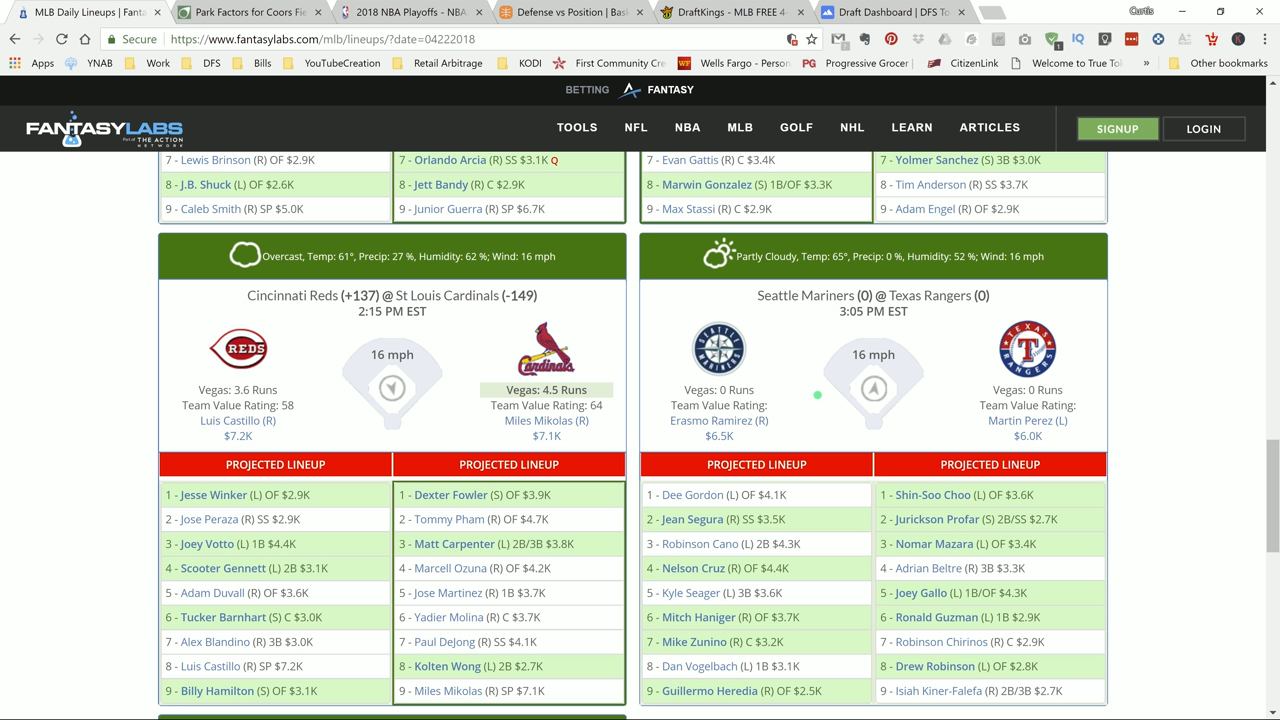 MLB Daily Lineups | Fanta
Park Factors for Coors Fie
2018 NBA Playoffs - NBA
Defense vs Position | Bask
DraftKings - MLB FREE 4-
Draft Dashboard | DFS To
Curtis
Secure
https://www.fantasylabs.com/mlb/lineups/?date=04222018
Apps YNAB Work DFS Bills YouTubeCreation Retail Arbitrage KODI First Community Cre Wells Fargo - Person Progressive Grocer | CitizenLink Welcome to True To » Other bookmarks
BETTING FANTASY
FANTASYLABS
Part of THE ACTION NETWORK
TOOLS NFL NBA MLB GOLF NHL LEARN ARTICLES SIGNUP LOGIN
7 - Lewis Brinson (R) OF $2.9K
8 - J.B. Shuck (L) OF $2.6K
9 - Caleb Smith (R) SP $5.0K
7 - Orlando Arcia (R) SS $3.1K Q
8 - Jett Bandy (R) C $2.9K
9 - Junior Guerra (R) SP $6.7K
7 - Evan Gattis (R) C $3.4K
8 - Marwin Gonzalez (S) 1B/OF $3.3K
9 - Max Stassi (R) C $2.9K
7 - Yolmer Sanchez (S) 3B $3.0K
8 - Tim Anderson (R) SS $3.7K
9 - Adam Engel (R) OF $2.9K
Overcast, Temp: 61°, Precip: 27 %, Humidity: 62 %; Wind: 16 mph
Cincinnati Reds (+137) @ St Louis Cardinals (-149)
2:15 PM EST
REDS
16 mph
Cardinals
Vegas: 3.6 Runs
Team Value Rating: 58
Luis Castillo (R)
$7.2K
Vegas: 4.5 Runs
Team Value Rating: 64
Miles Mikolas (R)
$7.1K
PROJECTED LINEUP
1 - Jesse Winker (L) OF $2.9K
2 - Jose Peraza (R) SS $2.9K
3 - Joey Votto (L) 1B $4.4K
4 - Scooter Gennett (L) 2B $3.1K
5 - Adam Duvall (R) OF $3.6K
6 - Tucker Barnhart (S) C $3.0K
7 - Alex Blandino (R) 3B $3.0K
8 - Luis Castillo (R) SP $7.2K
9 - Billy Hamilton (S) OF $3.1K
PROJECTED LINEUP
1 - Dexter Fowler (S) OF $3.9K
2 - Tommy Pham (R) OF $4.7K
3 - Matt Carpenter (L) 2B/3B $3.8K
4 - Marcell Ozuna (R) OF $4.2K
5 - Jose Martinez (R) 1B $3.7K
6 - Yadier Molina (R) C $3.7K
7 - Paul DeJong (R) SS $4.1K
8 - Kolten Wong (L) 2B $2.7K
9 - Miles Mikolas (R) SP $7.1K
Partly Cloudy, Temp: 65°, Precip: 0 %, Humidity: 52 %; Wind: 16 mph
Seattle Mariners (0) @ Texas Rangers (0)
3:05 PM EST
16 mph
Vegas: 0 Runs
Team Value Rating:
Erasmo Ramirez (R)
$6.5K
Vegas: 0 Runs
Team Value Rating:
Martin Perez (L)
$6.0K
PROJECTED LINEUP
1 - Dee Gordon (L) OF $4.1K
2 - Jean Segura (R) SS $3.5K
3 - Robinson Cano (L) 2B $4.3K
4 - Nelson Cruz (R) OF $4.4K
5 - Kyle Seager (L) 3B $3.6K
6 - Mitch Haniger (R) OF $3.7K
7 - Mike Zunino (R) C $3.2K
8 - Dan Vogelbach (L) 1B $3.1K
9 - Guillermo Heredia (R) OF $2.5K
PROJECTED LINEUP
1 - Shin-Soo Choo (L) OF $3.6K
2 - Jurickson Profar (S) 2B/SS $2.7K
3 - Nomar Mazara (L) OF $3.4K
4 - Adrian Beltre (R) 3B $3.3K
5 - Joey Gallo (L) 1B/OF $4.3K
6 - Ronald Guzman (L) 1B $2.9K
7 - Robinson Chirinos (R) C $2.9K
8 - Drew Robinson (L) OF $2.8K
9 - Isiah Kiner-Falefa (R) 2B/3B $2.7K